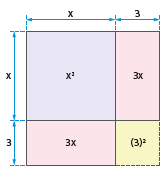 x 3
x x² 3x
3 3x (3)²